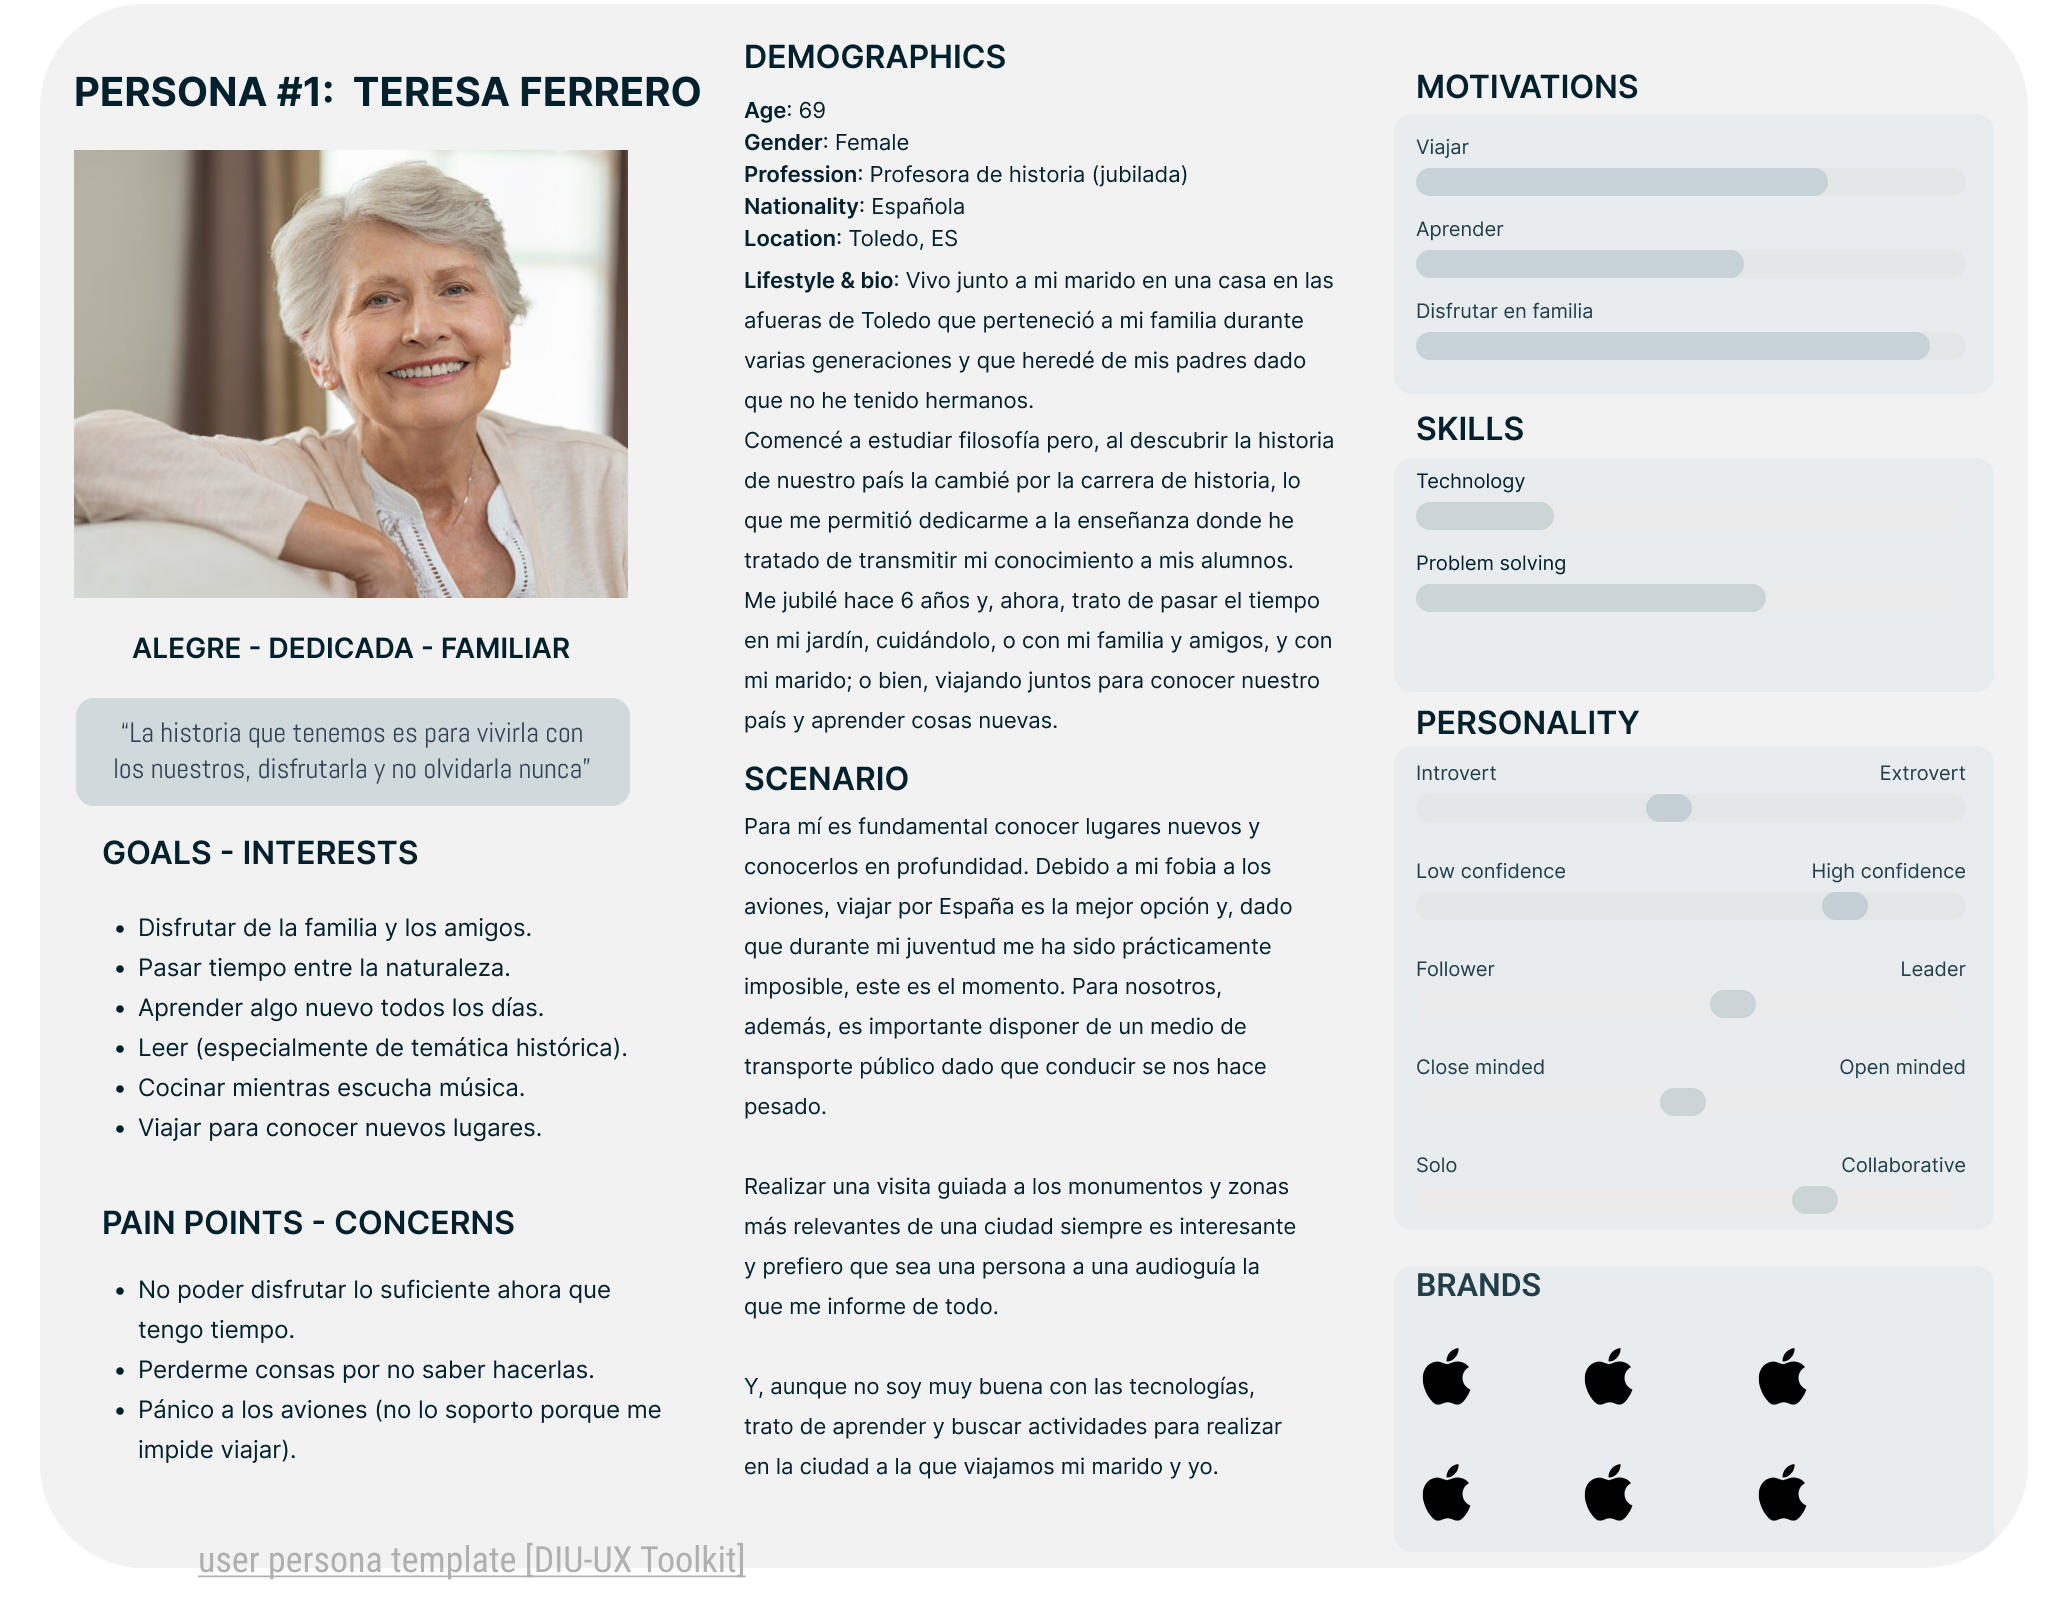 PERSONA #1:  TERESA FERRERO
ALEGRE - DEDICADA - FAMILIAR
“La historia que tenemos es para vivirla con
los nuestros, disfrutarla y no olvidarla nunca”
GOALS - INTERESTS
• Disfrutar de la familia y los amigos.
• Pasar tiempo entre la naturaleza.
• Aprender algo nuevo todos los días.
• Leer (especialmente de temática histórica).
• Cocinar mientras escucha música.
• Viajar para conocer nuevos lugares.
PAIN POINTS - CONCERNS
• No poder disfrutar lo suficiente ahora que
tengo tiempo.
• Perderme consas por no saber hacerlas.
• Pánico a los aviones (no lo soporto porque me
impide viajar).
DEMOGRAPHICS
Age: 69
Gender: Female
Profession: Profesora de historia (jubilada)
Nationality: Española
Location: Toledo, ES
Lifestyle & bio: Vivo junto a mi marido en una casa en las
afueras de Toledo que perteneció a mi familia durante
varias generaciones y que heredé de mis padres dado
que no he tenido hermanos.
Comencé a estudiar filosofía pero, al descubrir la historia
de nuestro país la cambié por la carrera de historia, lo
que me permitió dedicarme a la enseñanza donde he
tratado de transmitir mi conocimiento a mis alumnos.
Me jubilé hace 6 años y, ahora, trato de pasar el tiempo
en mi jardín, cuidándolo, o con mi familia y amigos, y con
mi marido; o bien, viajando juntos para conocer nuestro
país y aprender cosas nuevas.
SCENARIO
Para mí es fundamental conocer lugares nuevos y
conocerlos en profundidad. Debido a mi fobia a los
aviones, viajar por España es la mejor opción y, dado
que durante mi juventud me ha sido prácticamente
imposible, este es el momento. Para nosotros,
además, es importante disponer de un medio de
transporte público dado que conducir se nos hace
pesado.
Realizar una visita guiada a los monumentos y zonas
más relevantes de una ciudad siempre es interesante
y prefiero que sea una persona a una audioguía la
que me informe de todo.
Y, aunque no soy muy buena con las tecnologías,
trato de aprender y buscar actividades para realizar
en la ciudad a la que viajamos mi marido y yo.
MOTIVATIONS
Viajar
Aprender
Disfrutar en familia
SKILLS
Technology
Problem solving
PERSONALITY
Introvert Extrovert
Low confidence High confidence
Follower Leader
Close minded Open minded
Solo Collaborative
BRANDS
user persona template [DIU-UX Toolkit]